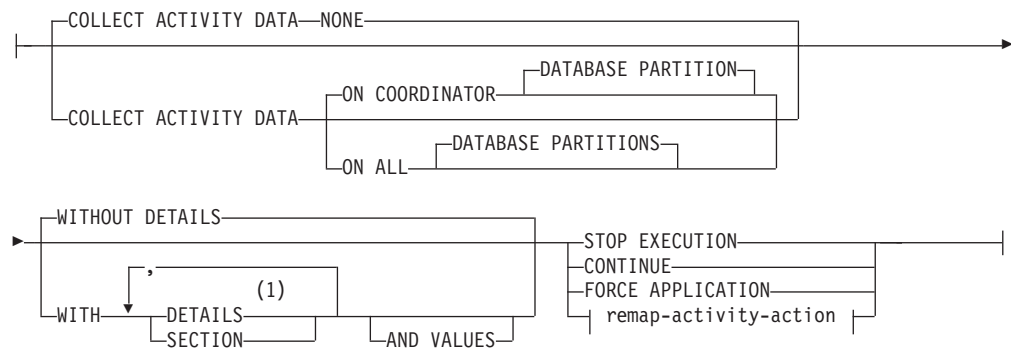 COLLECT ACTIVITY DATA NONE
DATABASE PARTITION
ON COORDINATOR
COLLECT ACTIVITY DATA
DATABASE PARTITIONS
ON ALL
WITHOUT DETAILS
STOP EXECUTION
,
CONTINUE
(1)
FORCE APPLICATION
WITH DETAILS
remap-activity-action
SECTION
AND VALUES